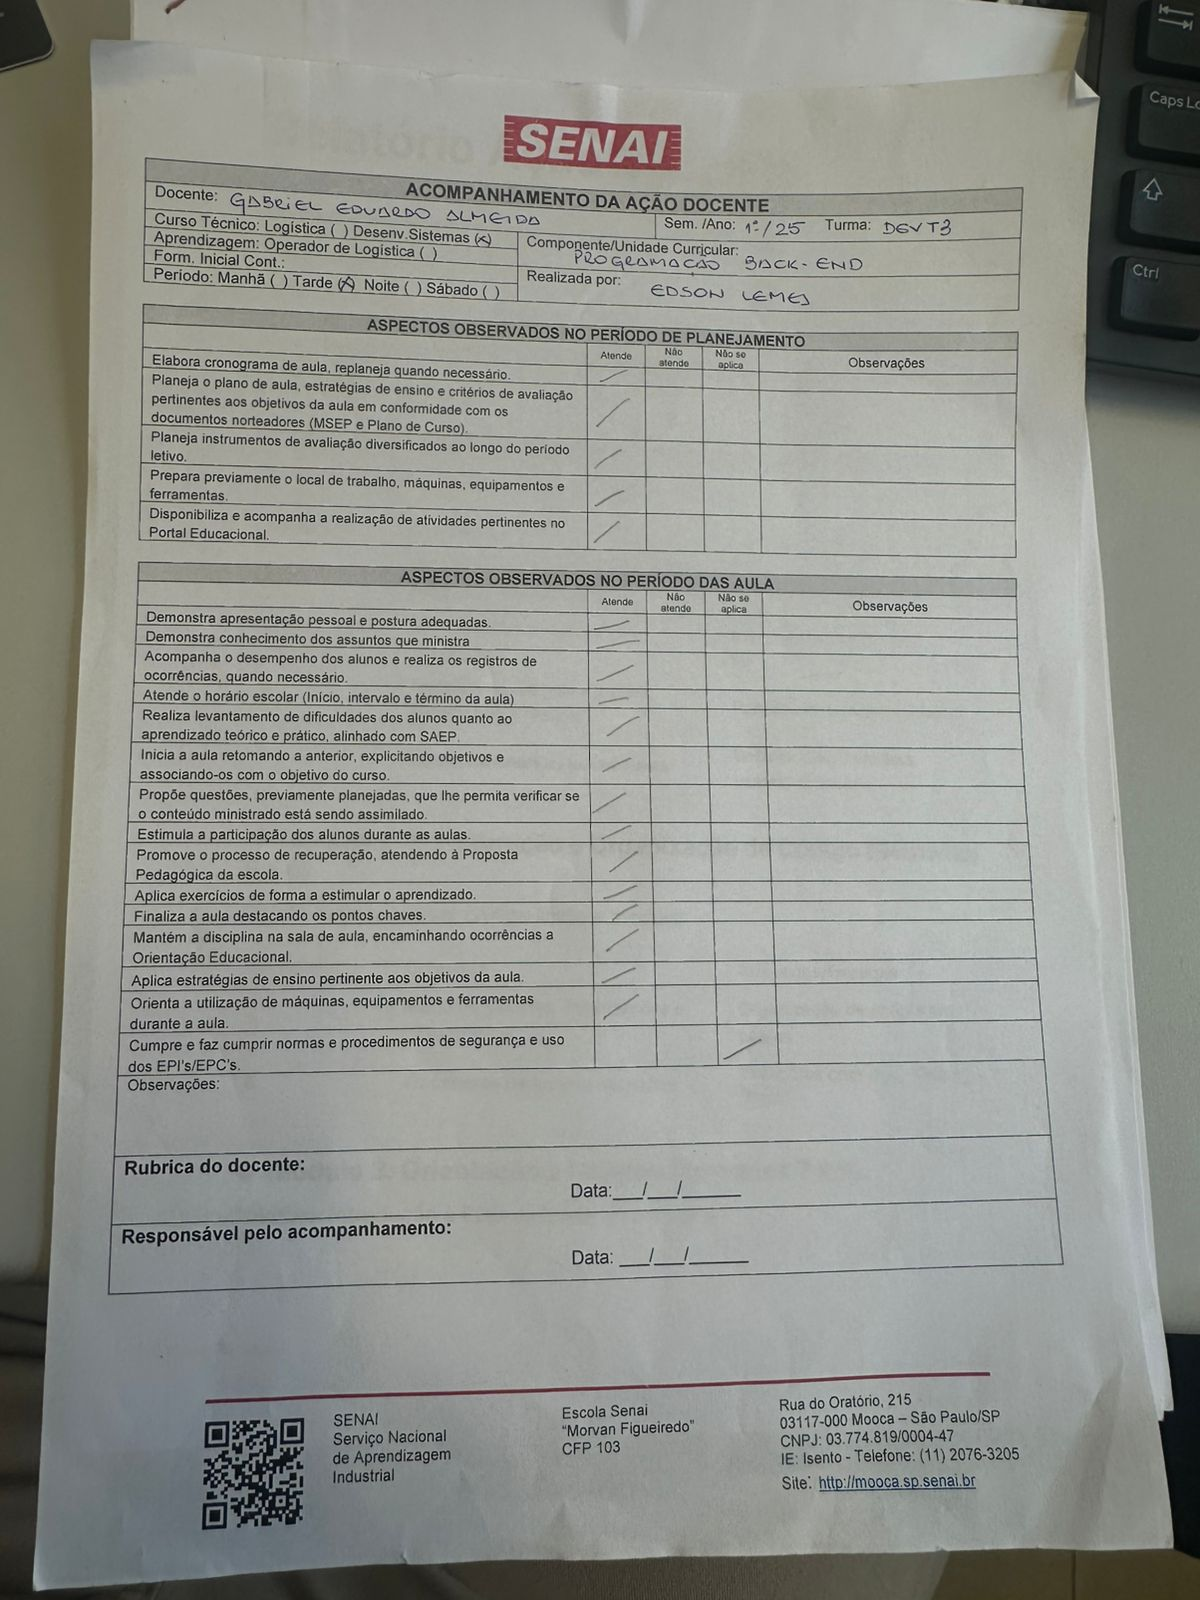 SENAI
ACOMPANHAMENTO DA AÇÃO DOCENTE
Docente: GABRIEL EDUARDO ALMEIDA
Sem. /Ano: 1º/25 Turma: DEVT3
Curso Técnico: Logística ( ) Desenv.Sistemas (X)
Aprendizagem: Operador de Logística ( )
Form. Inicial Cont.:
Período: Manhã ( ) Tarde (X) Noite ( ) Sábado ( )
Componente/Unidade Curricular:
PROGRAMAÇÃO BACK-END
Realizada por: EDSON LEMES
ASPECTOS OBSERVADOS NO PERÍODO DE PLANEJAMENTO
Atende Não atende Não se aplica Observações
Elabora cronograma de aula, replaneja quando necessário.
Planeja o plano de aula, estratégias de ensino e critérios de avaliação
pertinentes aos objetivos da aula em conformidade com os
documentos norteadores (MSEP e Plano de Curso).
Planeja instrumentos de avaliação diversificados ao longo do período
letivo.
Prepara previamente o local de trabalho, máquinas, equipamentos e
ferramentas.
Disponibiliza e acompanha a realização de atividades pertinentes no
Portal Educacional.
ASPECTOS OBSERVADOS NO PERÍODO DAS AULA
Atende Não atende Não se aplica Observações
Demonstra apresentação pessoal e postura adequadas.
Demonstra conhecimento dos assuntos que ministra
Acompanha o desempenho dos alunos e realiza os registros de
ocorrências, quando necessário.
Atende o horário escolar (Início, intervalo e término da aula)
Realiza levantamento de dificuldades dos alunos quanto ao
aprendizado teórico e prático, alinhado com SAEP.
Inicia a aula retomando a anterior, explicitando objetivos e
associando-os com o objetivo do curso.
Propõe questões, previamente planejadas, que lhe permita verificar se
o conteúdo ministrado está sendo assimilado.
Estimula a participação dos alunos durante as aulas.
Promove o processo de recuperação, atendendo à Proposta
Pedagógica da escola.
Aplica exercícios de forma a estimular o aprendizado.
Finaliza a aula destacando os pontos chaves.
Mantém a disciplina na sala de aula, encaminhando ocorrências a
Orientação Educacional.
Aplica estratégias de ensino pertinente aos objetivos da aula.
Orienta a utilização de máquinas, equipamentos e ferramentas
durante a aula.
Cumpre e faz cumprir normas e procedimentos de segurança e uso
dos EPI's/EPC's.
Observações:
Rubrica do docente:
Data:___/___/______
Responsável pelo acompanhamento:
Data: ___/___/______
SENAI
Serviço Nacional
de Aprendizagem
Industrial
Escola Senai
“Morvan Figueiredo”
CFP 103
Rua do Oratório, 215
03117-000 Mooca – São Paulo/SP
CNPJ: 03.774.819/0004-47
IE: Isento - Telefone: (11) 2076-3205
Site: http://mooca.sp.senai.br
Caps Lo
Ctrl